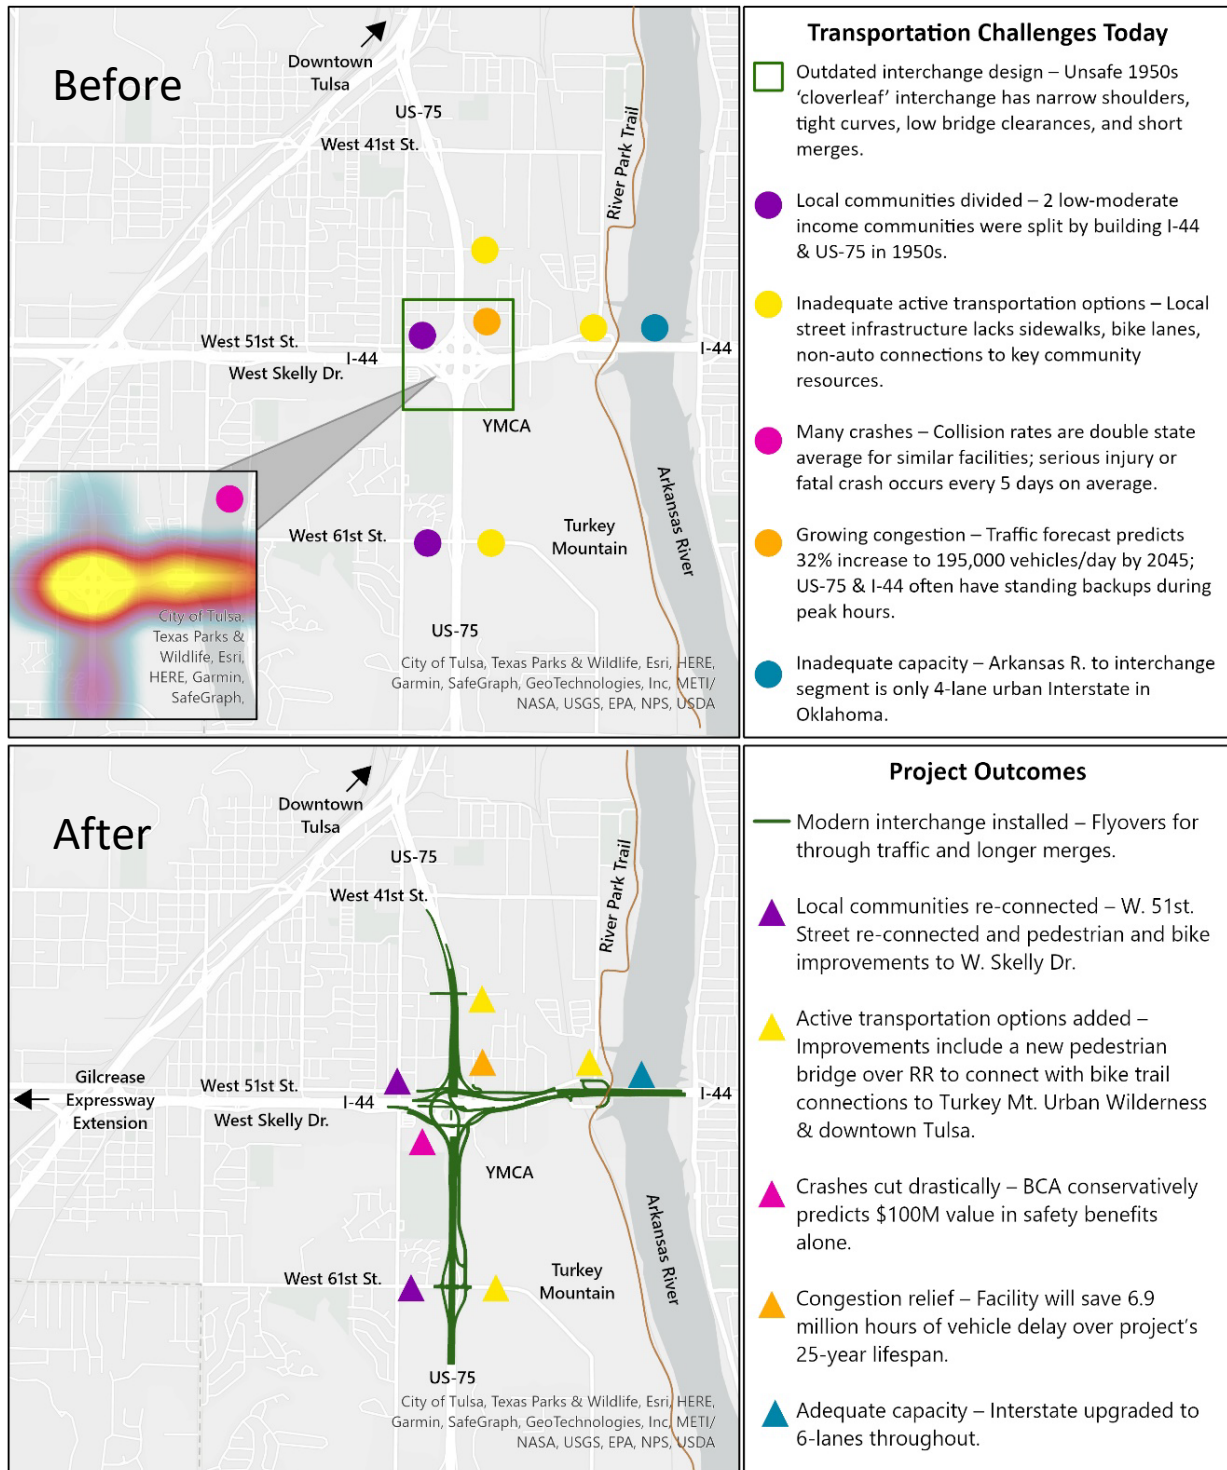 Before
Downtown
Tulsa
US-75
West 41st St.
River Park Trail
West 51st St.
I-44
West Skelly Dr.
I-44
YMCA
Arkansas River
West 61st St.
Turkey
Mountain
US-75
City of Tulsa,
Texas Parks &
Wildlife, Esri,
HERE, Garmin,
SafeGraph,
City of Tulsa, Texas Parks & Wildlife, Esri, HERE,
Garmin, SafeGraph, GeoTechnologies, Inc, METI/
NASA, USGS, EPA, NPS, USDA
Transportation Challenges Today
Outdated interchange design – Unsafe 1950s
‘cloverleaf’ interchange has narrow shoulders,
tight curves, low bridge clearances, and short
merges.
Local communities divided – 2 low-moderate
income communities were split by building I-44
& US-75 in 1950s.
Inadequate active transportation options – Local
street infrastructure lacks sidewalks, bike lanes,
non-auto connections to key community
resources.
Many crashes – Collision rates are double state
average for similar facilities; serious injury or
fatal crash occurs every 5 days on average.
Growing congestion – Traffic forecast predicts
32% increase to 195,000 vehicles/day by 2045;
US-75 & I-44 often have standing backups during
peak hours.
Inadequate capacity – Arkansas R. to interchange
segment is only 4-lane urban Interstate in
Oklahoma.
After
Downtown
Tulsa
US-75
West 41st St.
River Park Trail
Gilcrease
Expressway
Extension
West 51st St.
I-44
West Skelly Dr.
I-44
YMCA
Arkansas River
West 61st St.
Turkey
Mountain
US-75
City of Tulsa, Texas Parks & Wildlife, Esri, HERE,
Garmin, SafeGraph, GeoTechnologies, Inc, METI/
NASA, USGS, EPA, NPS, USDA
Project Outcomes
Modern interchange installed – Flyovers for
through traffic and longer merges.
Local communities re-connected – W. 51st.
Street re-connected and pedestrian and bike
improvements to W. Skelly Dr.
Active transportation options added –
Improvements include a new pedestrian
bridge over RR to connect with bike trail
connections to Turkey Mt. Urban Wilderness
& downtown Tulsa.
Crashes cut drastically – BCA conservatively
predicts $100M value in safety benefits
alone.
Congestion relief – Facility will save 6.9
million hours of vehicle delay over project’s
25-year lifespan.
Adequate capacity – Interstate upgraded to
6-lanes throughout.